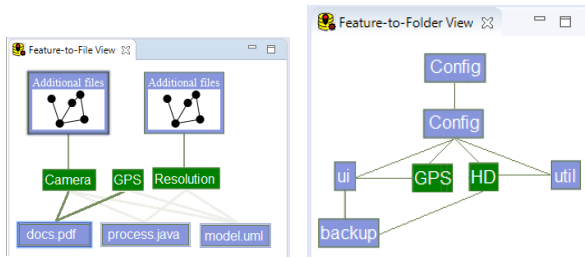 Feature-to-File View
Additional files
Additional files
Camera
GPS
Resolution
docs.pdf
process.java
model.uml
Feature-to-Folder View
Config
Config
ui
GPS
HD
util
backup